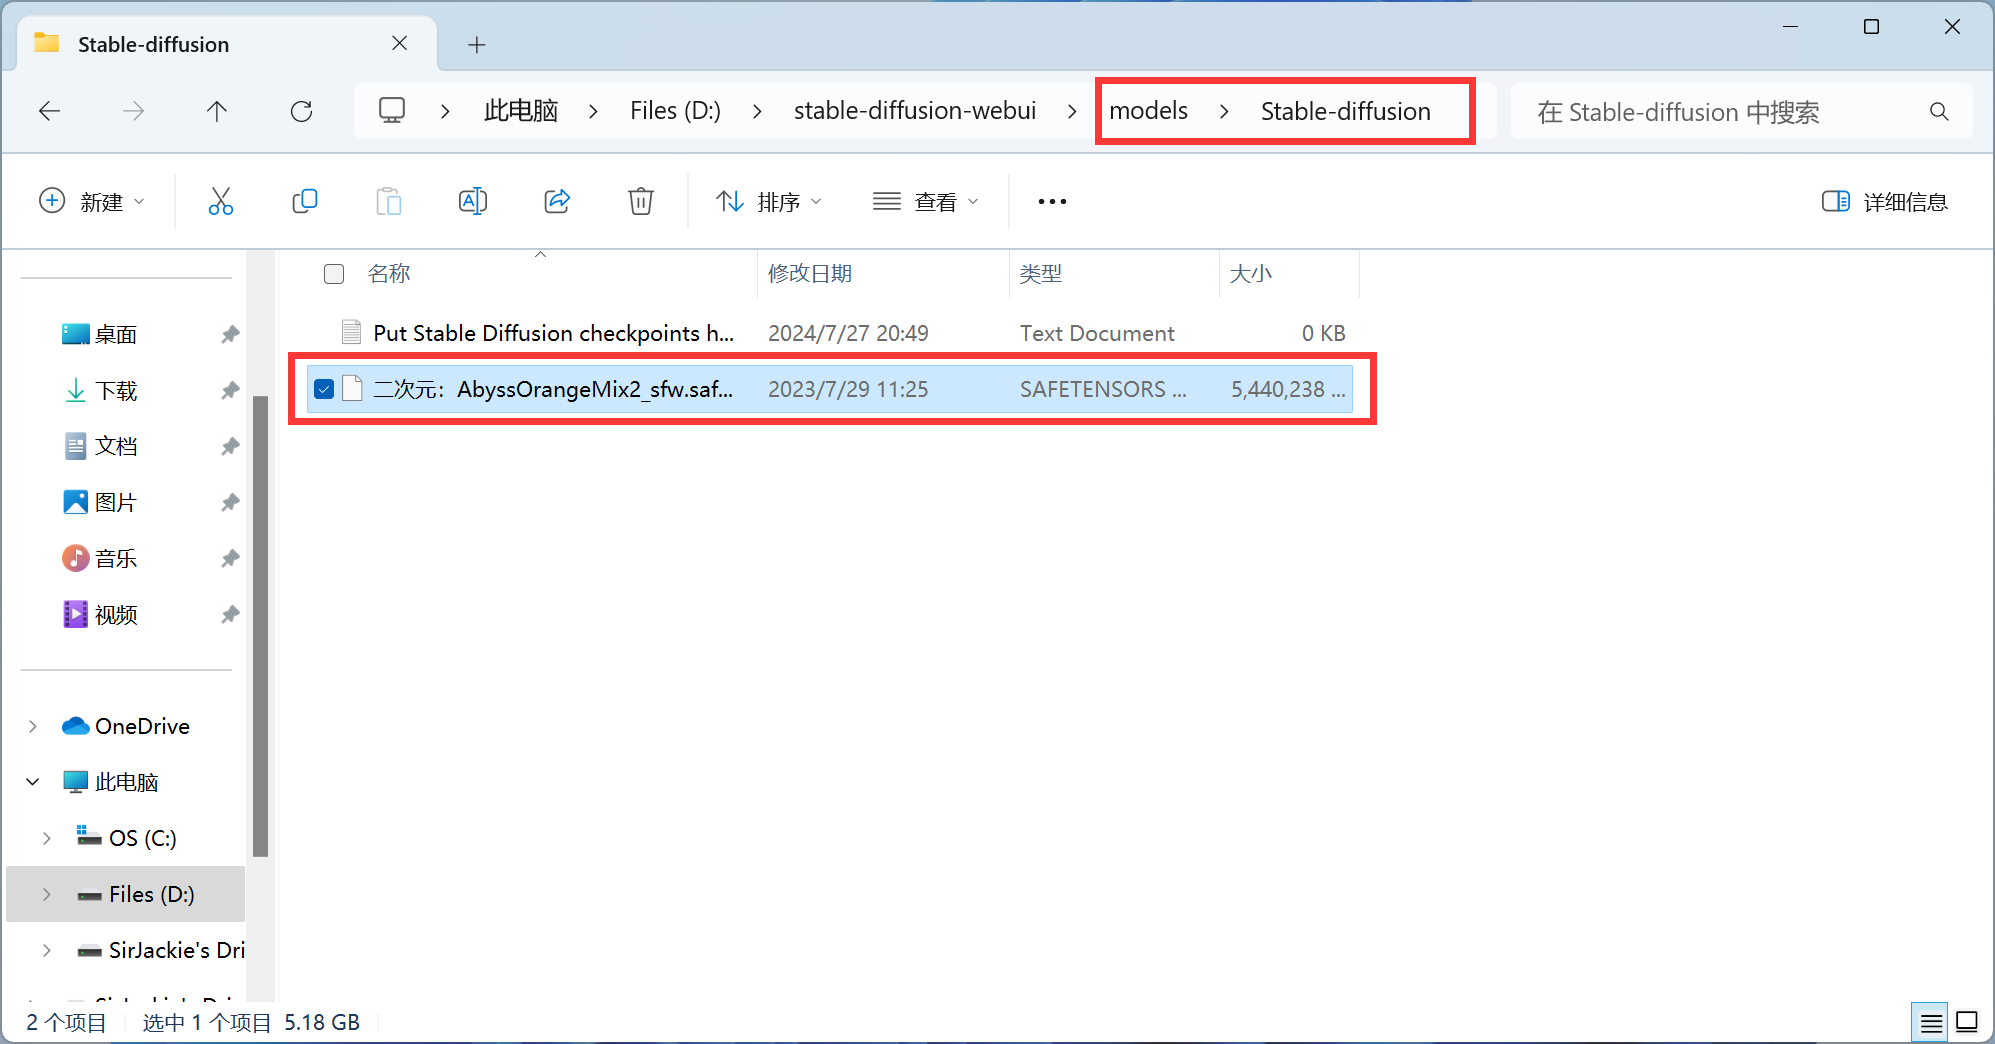 Stable-diffusion
此电脑 Files (D:) stable-diffusion-webui models Stable-diffusion
在 Stable-diffusion 中搜索
新建 排序 查看 详细信息
名称 修改日期 类型 大小
Put Stable Diffusion checkpoints h... 2024/7/27 20:49 Text Document 0 KB
二次元：AbyssOrangeMix2_sfw.saf... 2023/7/29 11:25 SAFETENSORS ... 5,440,238 ...
桌面
下载
文档
图片
音乐
视频
OneDrive
此电脑
OS (C:)
Files (D:)
SirJackie's Dri
2 个项目 选中 1 个项目 5.18 GB